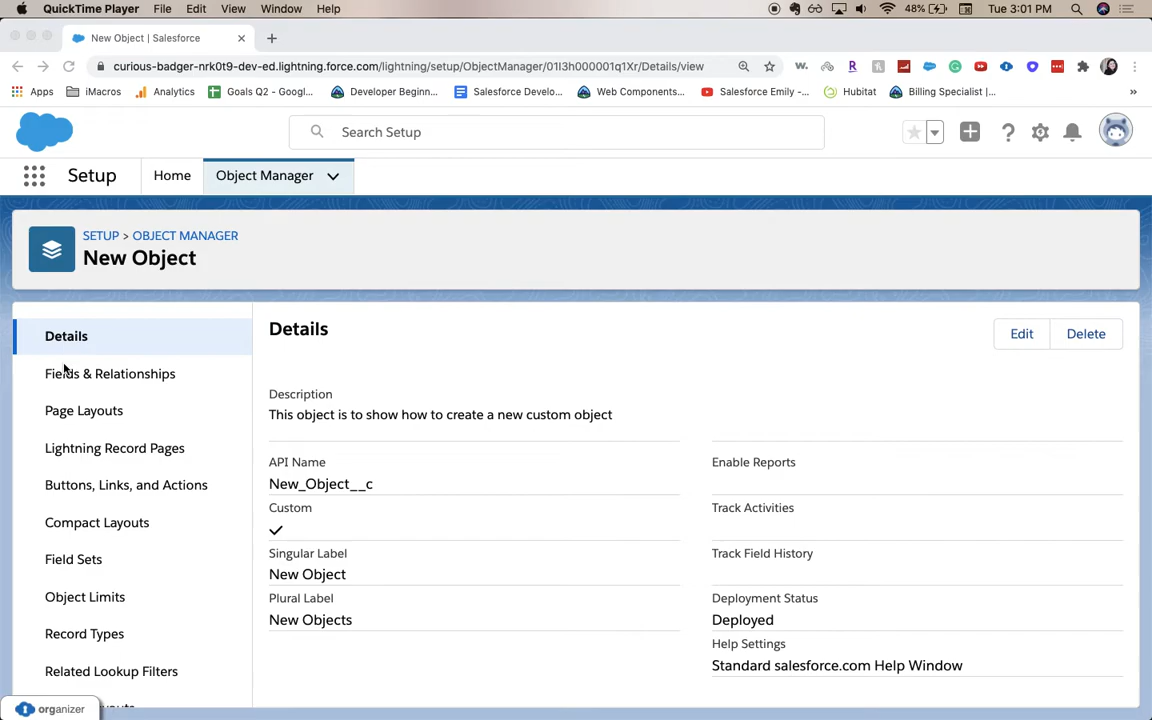 QuickTime Player File Edit View Window Help 48% Tue 3:01 PM
New Object | Salesforce
curious-badger-nrk0t9-dev-ed.lightning.force.com/lightning/setup/ObjectManager/01I3h000001q1Xr/Details/view
Apps iMacros Analytics Goals Q2 - Googl... Developer Beginn... Salesforce Develo... Web Components... Salesforce Emily -... Hubitat Billing Specialist |... »
Search Setup
Setup Home Object Manager
SETUP > OBJECT MANAGER
New Object
Details
Fields & Relationships
Page Layouts
Lightning Record Pages
Buttons, Links, and Actions
Compact Layouts
Field Sets
Object Limits
Record Types
Related Lookup Filters
organizer
Details
Edit Delete
Description
This object is to show how to create a new custom object
API Name
New_Object__c
Custom
Singular Label
New Object
Plural Label
New Objects
Enable Reports
Track Activities
Track Field History
Deployment Status
Deployed
Help Settings
Standard salesforce.com Help Window